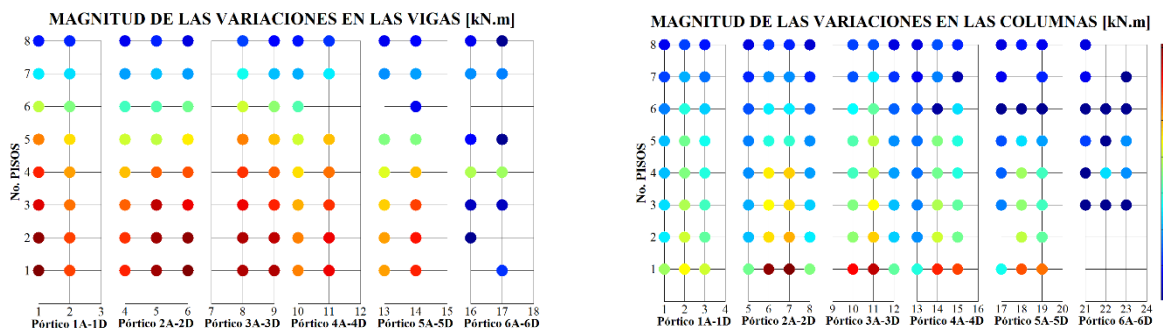 MAGNITUD DE LAS VARIACIONES EN LAS VIGAS [kN.m]
8
7
6
5
4
3
2
1
No. PISOS
1 2 3 4 5 6 7 8 9 10 11 12 13 14 15 16 17 18
Pórtico 1A-1D Pórtico 2A-2D Pórtico 3A-3D Pórtico 4A-4D Pórtico 5A-5D Pórtico 6A-6D
MAGNITUD DE LAS VARIACIONES EN LAS COLUMNAS [kN.m]
8
7
6
5
4
3
2
1
No. PISOS
1 2 3 4 5 6 7 8 9 10 11 12 13 14 15 16 17 18 19 20 21 22 23 24
Pórtico 1A-1D Pórtico 2A-2D Pórtico 3A-3D Pórtico 4A-4D Pórtico 5A-5D Pórtico 6A-6D